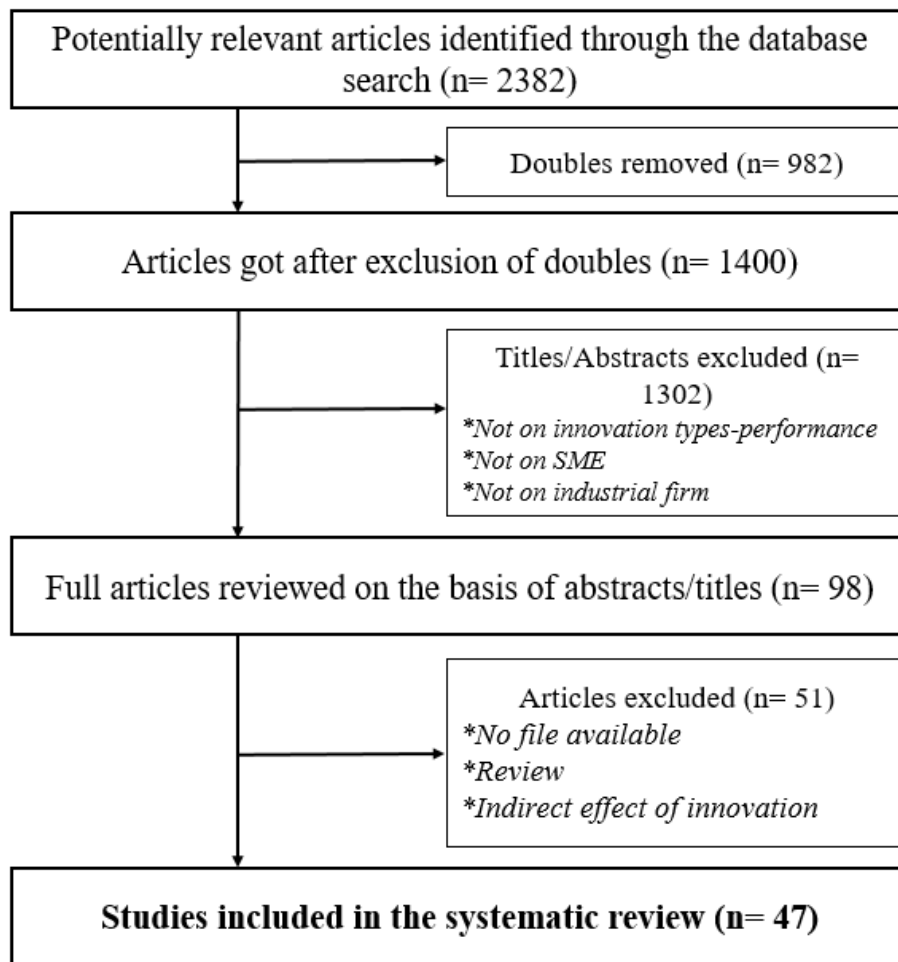 Potentially relevant articles identified through the database
search (n= 2382)
Doubles removed (n= 982)
Articles got after exclusion of doubles (n= 1400)
Titles/Abstracts excluded (n=
1302)
*Not on innovation types-performance
*Not on SME
*Not on industrial firm
Full articles reviewed on the basis of abstracts/titles (n= 98)
Articles excluded (n= 51)
*No file available
*Review
*Indirect effect of innovation
Studies included in the systematic review (n= 47)